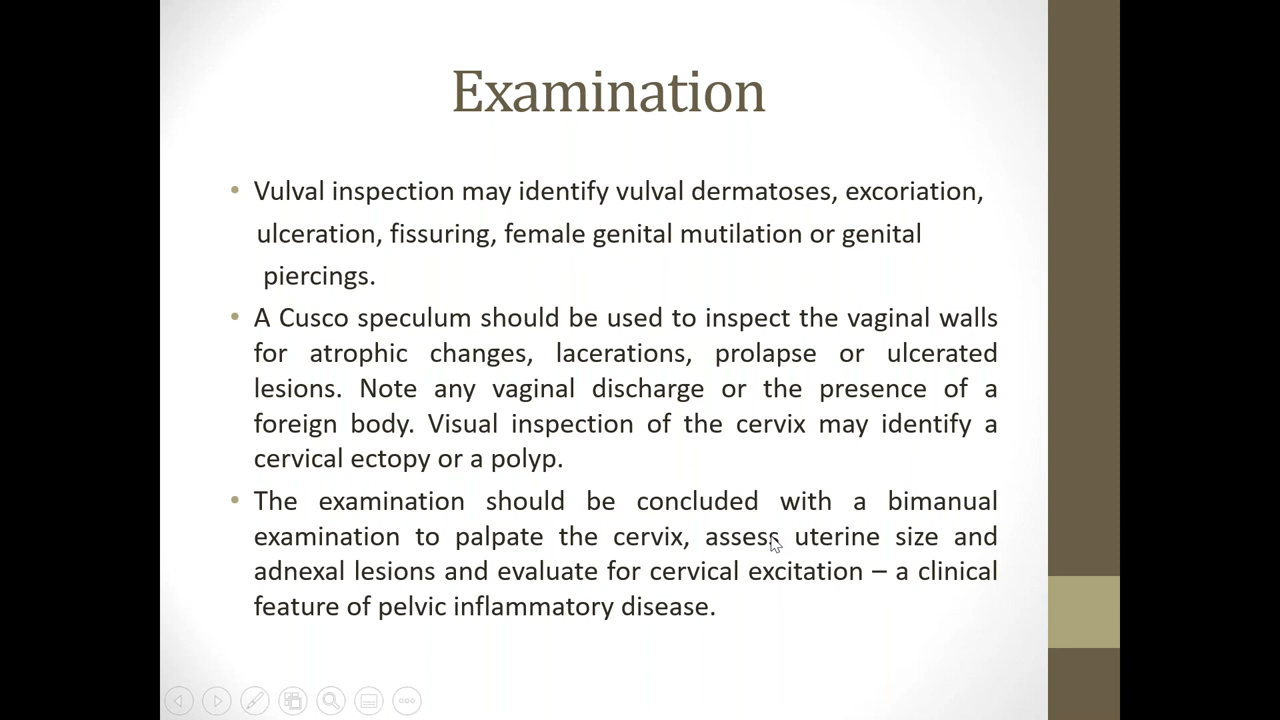 Examination
• Vulval inspection may identify vulval dermatoses, excoriation,
ulceration, fissuring, female genital mutilation or genital
piercings.
• A Cusco speculum should be used to inspect the vaginal walls
for atrophic changes, lacerations, prolapse or ulcerated
lesions. Note any vaginal discharge or the presence of a
foreign body. Visual inspection of the cervix may identify a
cervical ectopy or a polyp.
• The examination should be concluded with a bimanual
examination to palpate the cervix, assess uterine size and
adnexal lesions and evaluate for cervical excitation – a clinical
feature of pelvic inflammatory disease.